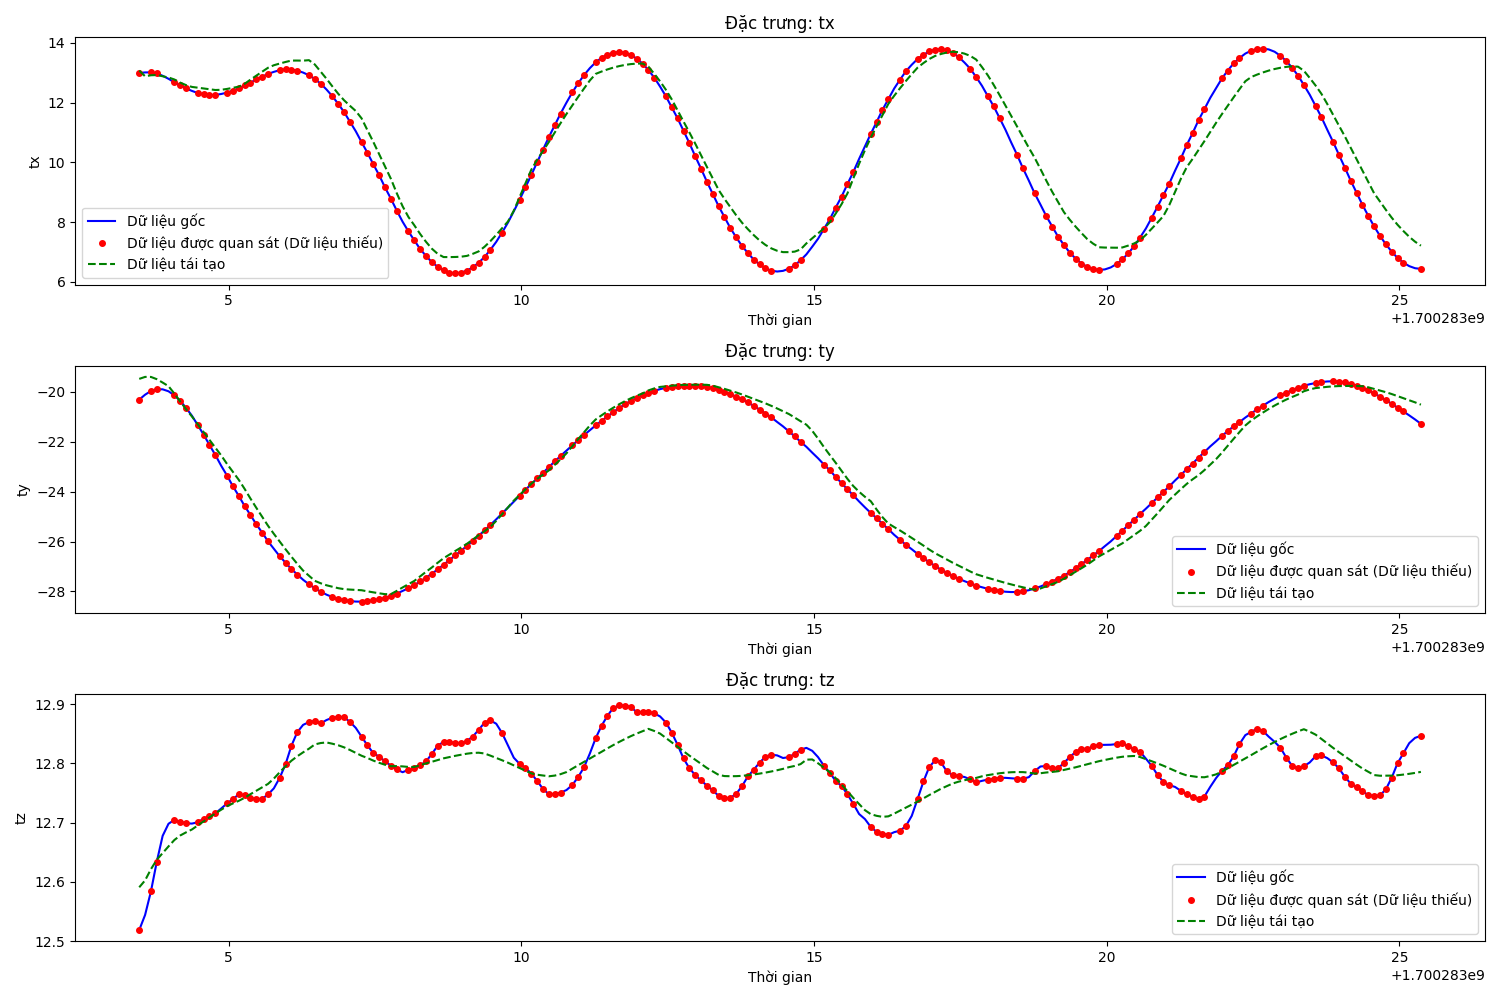 Đặc trưng: tx
14
12
10
8
6
tx
Dữ liệu gốc
Dữ liệu được quan sát (Dữ liệu thiếu)
Dữ liệu tái tạo
5 10 15 20 25
Thời gian
+1.700283e9
Đặc trưng: ty
−20
−22
−24
−26
−28
ty
Dữ liệu gốc
Dữ liệu được quan sát (Dữ liệu thiếu)
Dữ liệu tái tạo
5 10 15 20 25
Thời gian
+1.700283e9
Đặc trưng: tz
12.9
12.8
12.7
12.6
12.5
tz
Dữ liệu gốc
Dữ liệu được quan sát (Dữ liệu thiếu)
Dữ liệu tái tạo
5 10 15 20 25
Thời gian
+1.700283e9